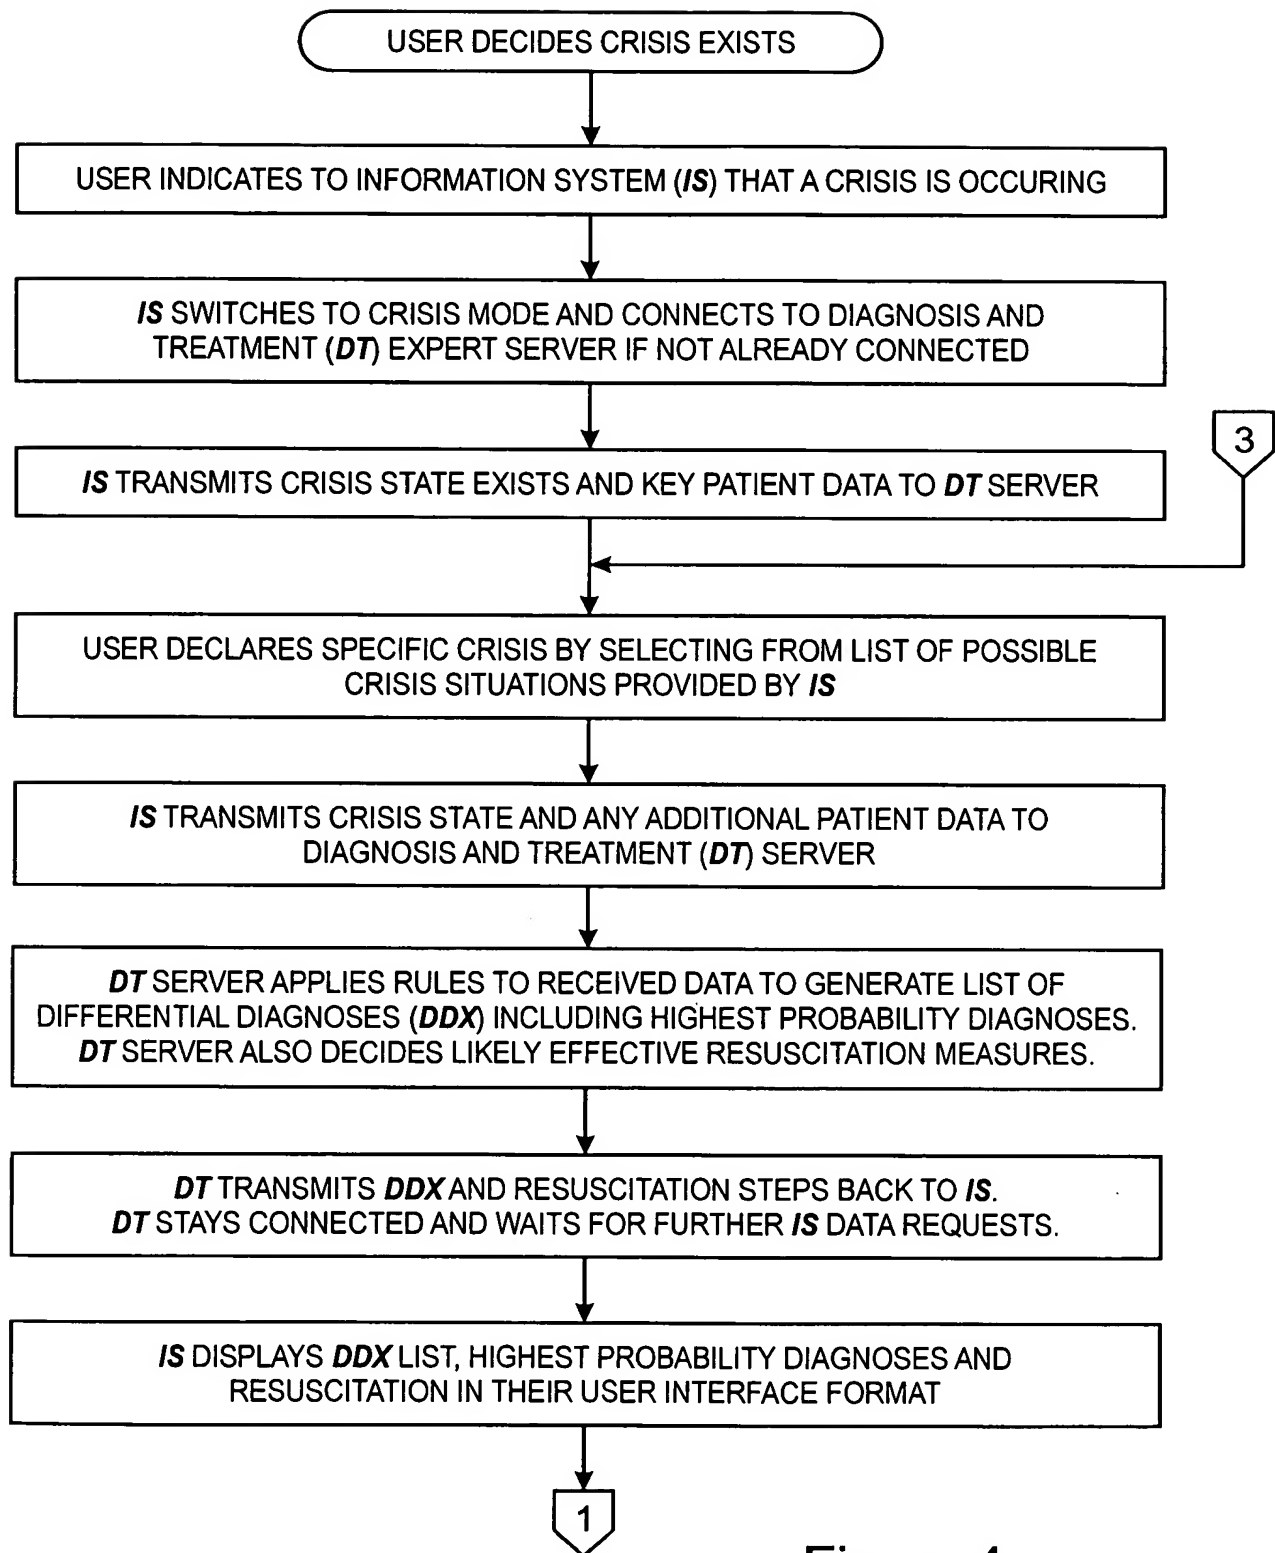 USER DECIDES CRISIS EXISTS
USER INDICATES TO INFORMATION SYSTEM (IS) THAT A CRISIS IS OCCURING
IS SWITCHES TO CRISIS MODE AND CONNECTS TO DIAGNOSIS AND
TREATMENT (DT) EXPERT SERVER IF NOT ALREADY CONNECTED
3
IS TRANSMITS CRISIS STATE EXISTS AND KEY PATIENT DATA TO DT SERVER
USER DECLARES SPECIFIC CRISIS BY SELECTING FROM LIST OF POSSIBLE
CRISIS SITUATIONS PROVIDED BY IS
IS TRANSMITS CRISIS STATE AND ANY ADDITIONAL PATIENT DATA TO
DIAGNOSIS AND TREATMENT (DT) SERVER
DT SERVER APPLIES RULES TO RECEIVED DATA TO GENERATE LIST OF
DIFFERENTIAL DIAGNOSES (DDX) INCLUDING HIGHEST PROBABILITY DIAGNOSES.
DT SERVER ALSO DECIDES LIKELY EFFECTIVE RESUSCITATION MEASURES.
DT TRANSMITS DDX AND RESUSCITATION STEPS BACK TO IS.
DT STAYS CONNECTED AND WAITS FOR FURTHER IS DATA REQUESTS.
IS DISPLAYS DDX LIST, HIGHEST PROBABILITY DIAGNOSES AND
RESUSCITATION IN THEIR USER INTERFACE FORMAT
1